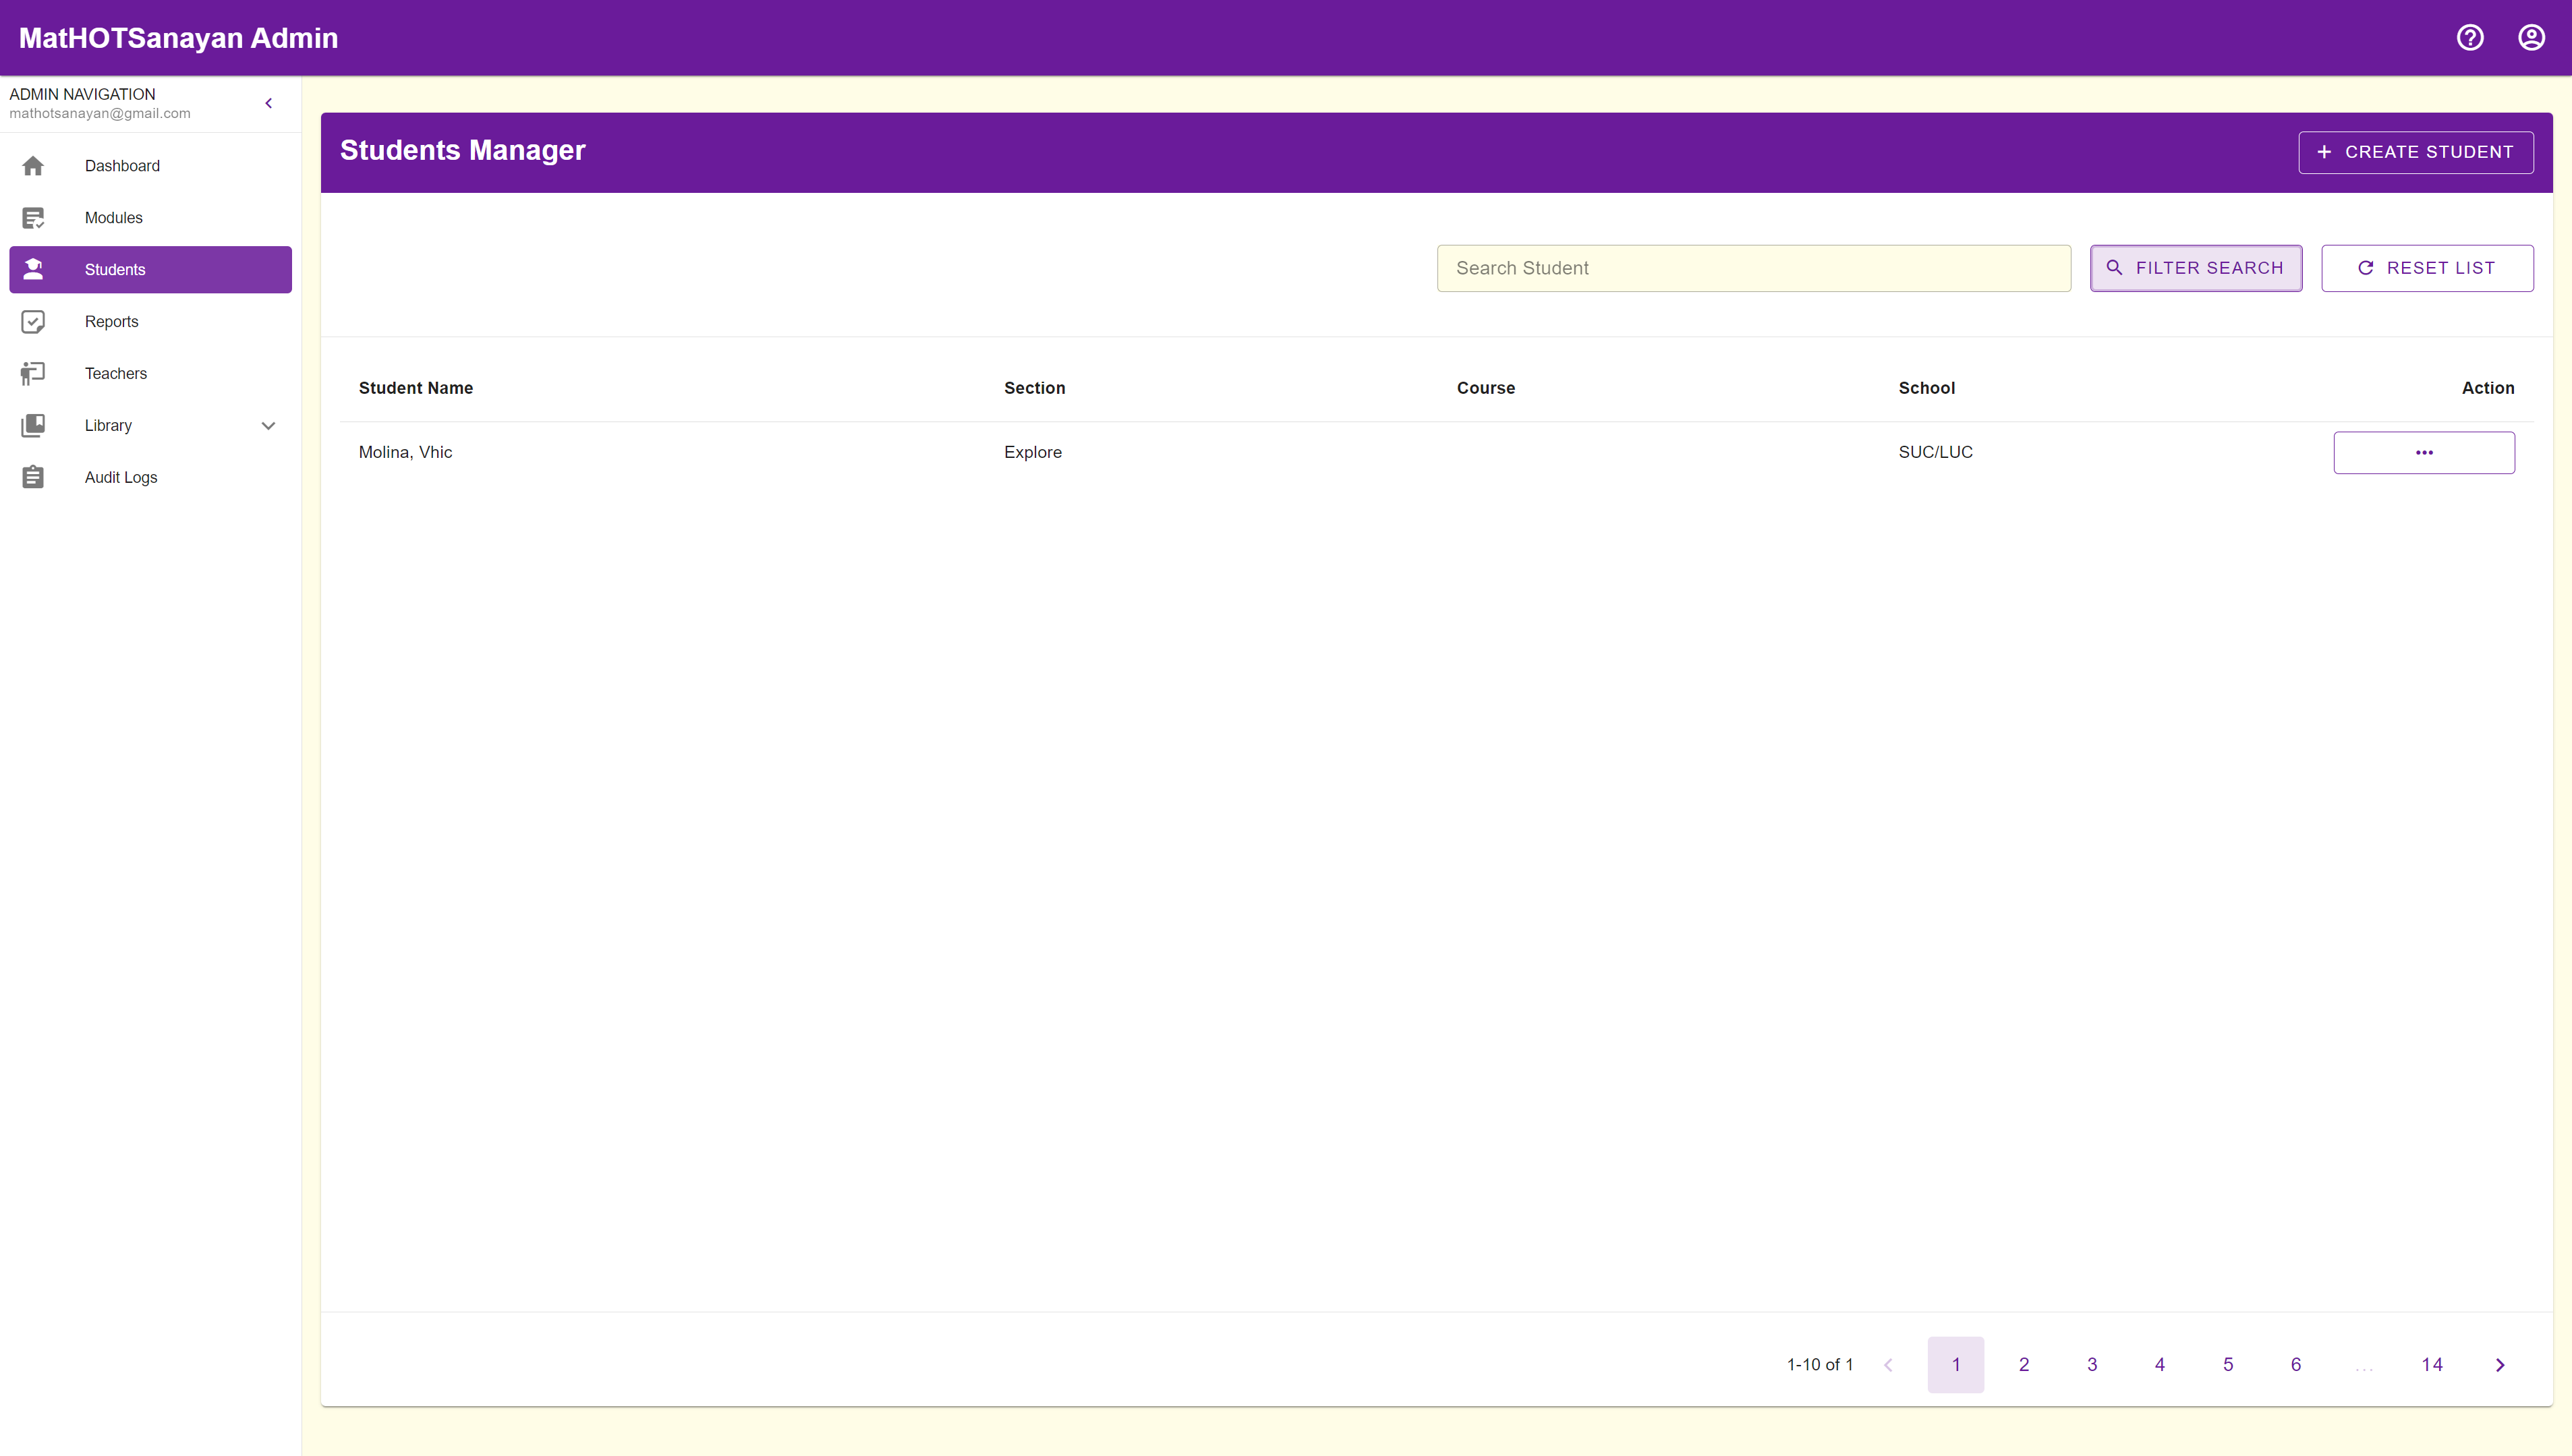 MatHOTSanayan Admin
ADMIN NAVIGATION
mathotsanayan@gmail.com
Dashboard
Modules
Students
Reports
Teachers
Library
Audit Logs
Students Manager
+ CREATE STUDENT
Search Student
FILTER SEARCH
RESET LIST
Student Name Section Course School Action
Molina, Vhic Explore SUC/LUC ...
1-10 of 1 1 2 3 4 5 6 ... 14